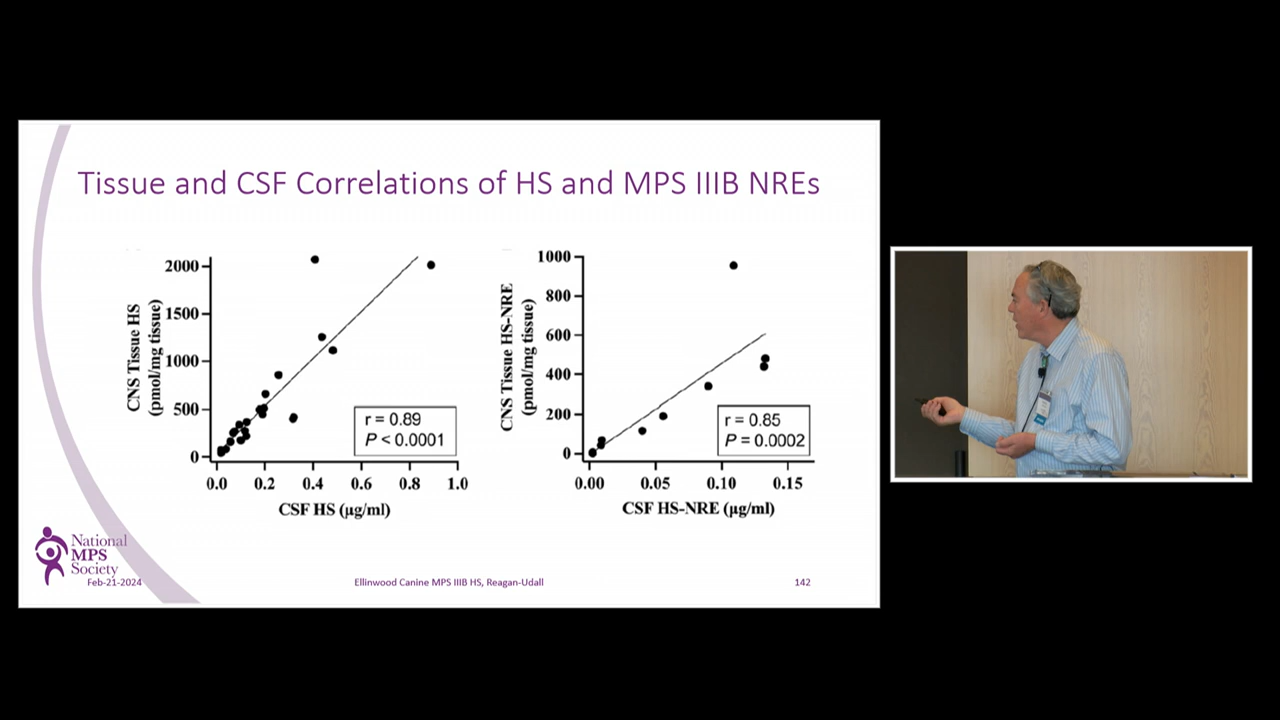 Tissue and CSF Correlations of HS and MPS IIIB NREs
CNS Tissue HS
(pmol/mg tissue)
2000
1500
1000
500
0
0.0 0.2 0.4 0.6 0.8 1.0
CSF HS (µg/ml)
r = 0.89
P < 0.0001
CNS Tissue HS-NRE
(pmol/mg tissue)
1000
800
600
400
200
0
0.00 0.05 0.10 0.15
CSF HS-NRE (µg/ml)
r = 0.85
P = 0.0002
National
MPS
Society
Feb-21-2024
Ellinwood Canine MPS IIIB HS, Reagan-Udall
142